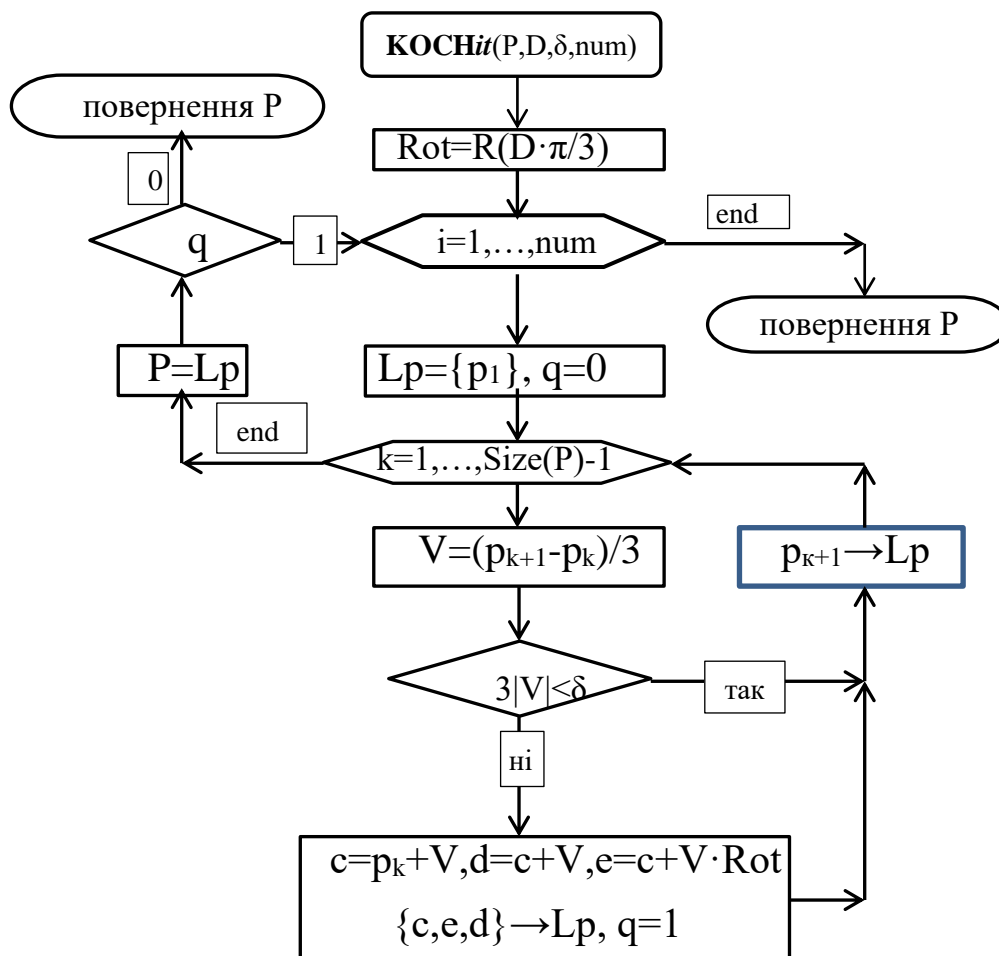 KOCHit(P,D,δ,num)
повернення P
Rot=R(D·π/3)
0
end
q
1
i=1,…,num
повернення P
P=Lp
Lp={p₁}, q=0
end
k=1,…,Size(P)-1
V=(pₖ₊₁-pₖ)/3
pк+1→Lp
3|V|<δ
так
ні
c=pₖ+V,d=c+V,e=c+V·Rot
{c,e,d}→Lp, q=1